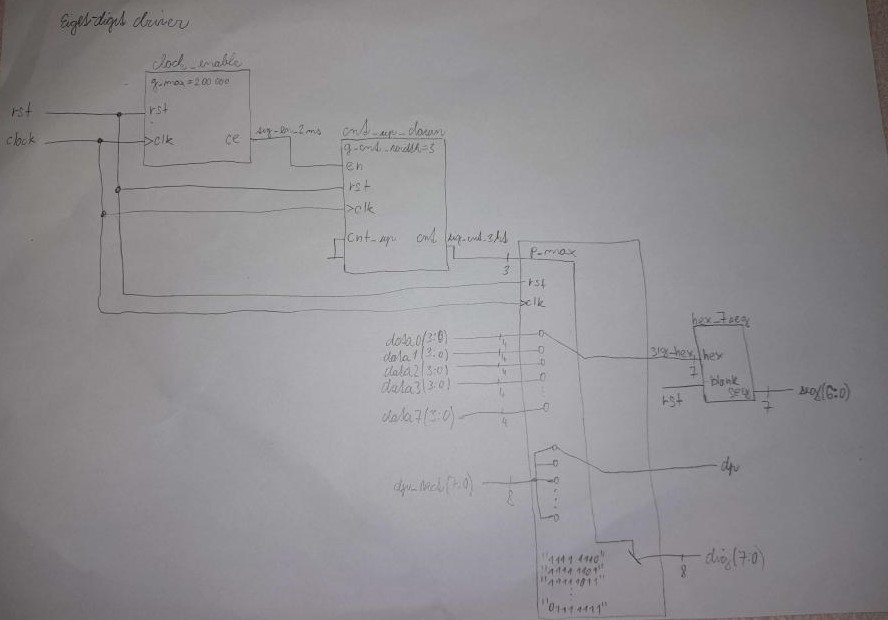 Eight-digit driver
clock_enable
g_max = 200 000
rst
rst
clock
clk
ce
sig_en_2ms
cnt_up_down
g_cnt_width=3
en
rst
clk
cnt_up
cnt
sig_cnt_3bit
3
p_mux
rst
clk
data0(3:0)
4
data1(3:0)
4
data2(3:0)
4
data3(3:0)
4
data7(3:0)
4
hex_7seg
sig_hex
7
hex
blank
rst
seg
7
seg(6:0)
8
dp
dig(7:0)
8
"11111110"
"11111101"
"11111011"
"01111111"